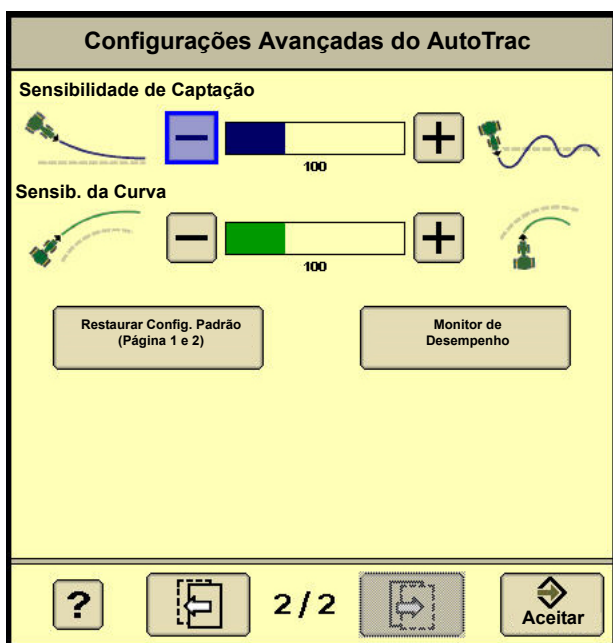 Configurações Avançadas do AutoTrac
Sensibilidade de Captação
100
Sensib. da Curva
100
Restaurar Config. Padrão
(Página 1 e 2)
Monitor de
Desempenho
?
2/2
Aceitar